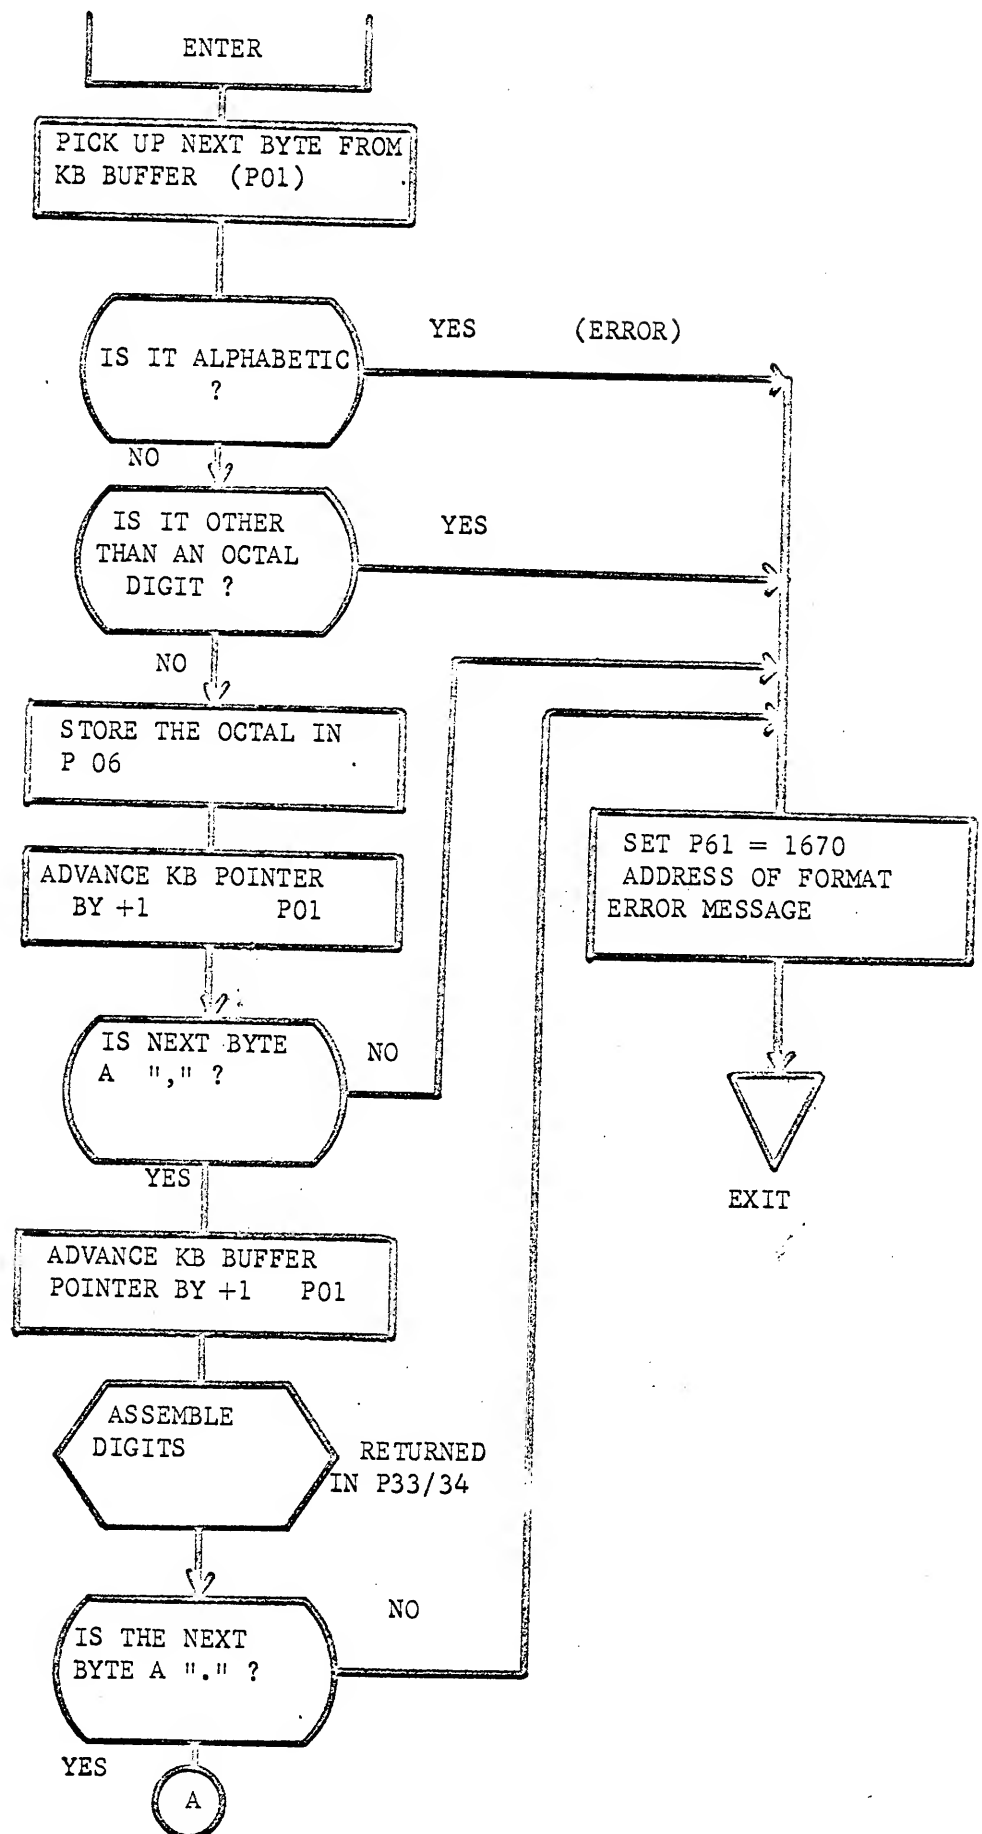 ENTER
PICK UP NEXT BYTE FROM
KB BUFFER (P01)
IS IT ALPHABETIC
?
YES (ERROR)
NO
IS IT OTHER
THAN AN OCTAL
DIGIT ?
YES
NO
STORE THE OCTAL IN
P 06
ADVANCE KB POINTER
BY +1 P01
IS NEXT BYTE
A "," ?
NO
YES
ADVANCE KB BUFFER
POINTER BY +1 P01
ASSEMBLE
DIGITS
RETURNED
IN P33/34
IS THE NEXT
BYTE A "." ?
NO
YES
A
SET P61 = 1670
ADDRESS OF FORMAT
ERROR MESSAGE
EXIT